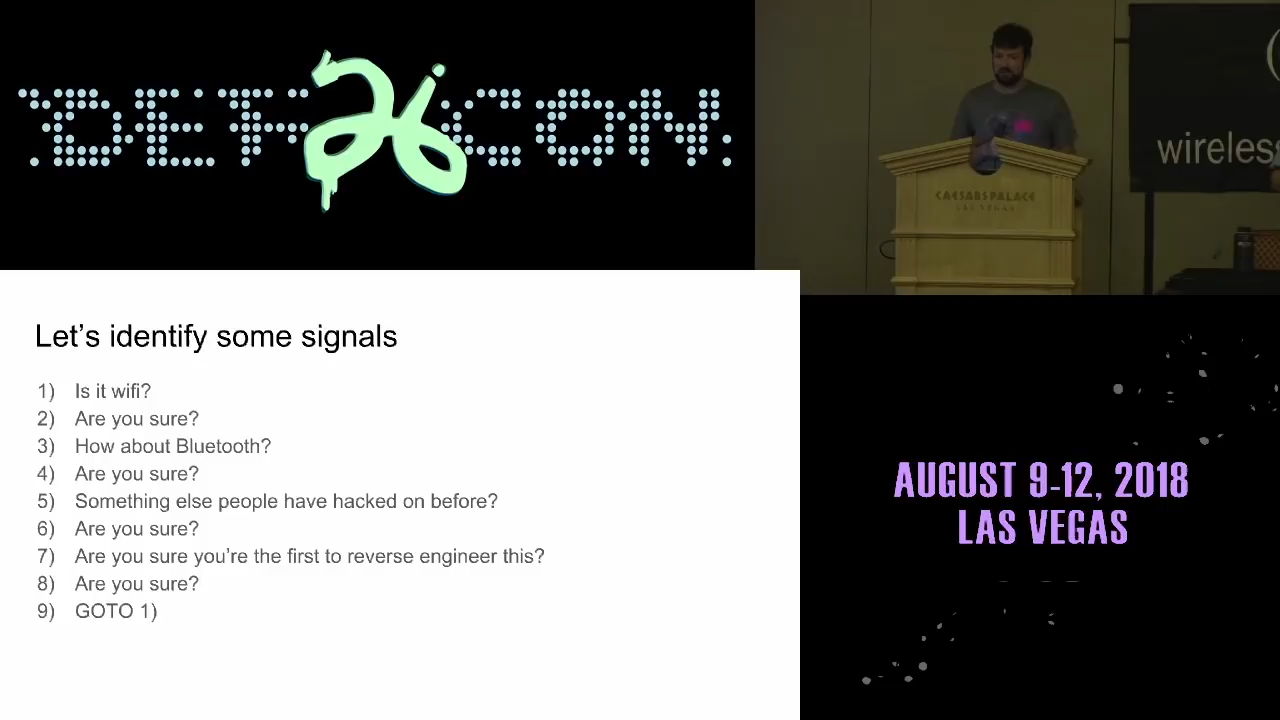 DEF 26 CON
CAESARS PALACE
LAS VEGAS
wireless
Let's identify some signals
1) Is it wifi?
2) Are you sure?
3) How about Bluetooth?
4) Are you sure?
5) Something else people have hacked on before?
6) Are you sure?
7) Are you sure you're the first to reverse engineer this?
8) Are you sure?
9) GOTO 1)
AUGUST 9-12, 2018
LAS VEGAS